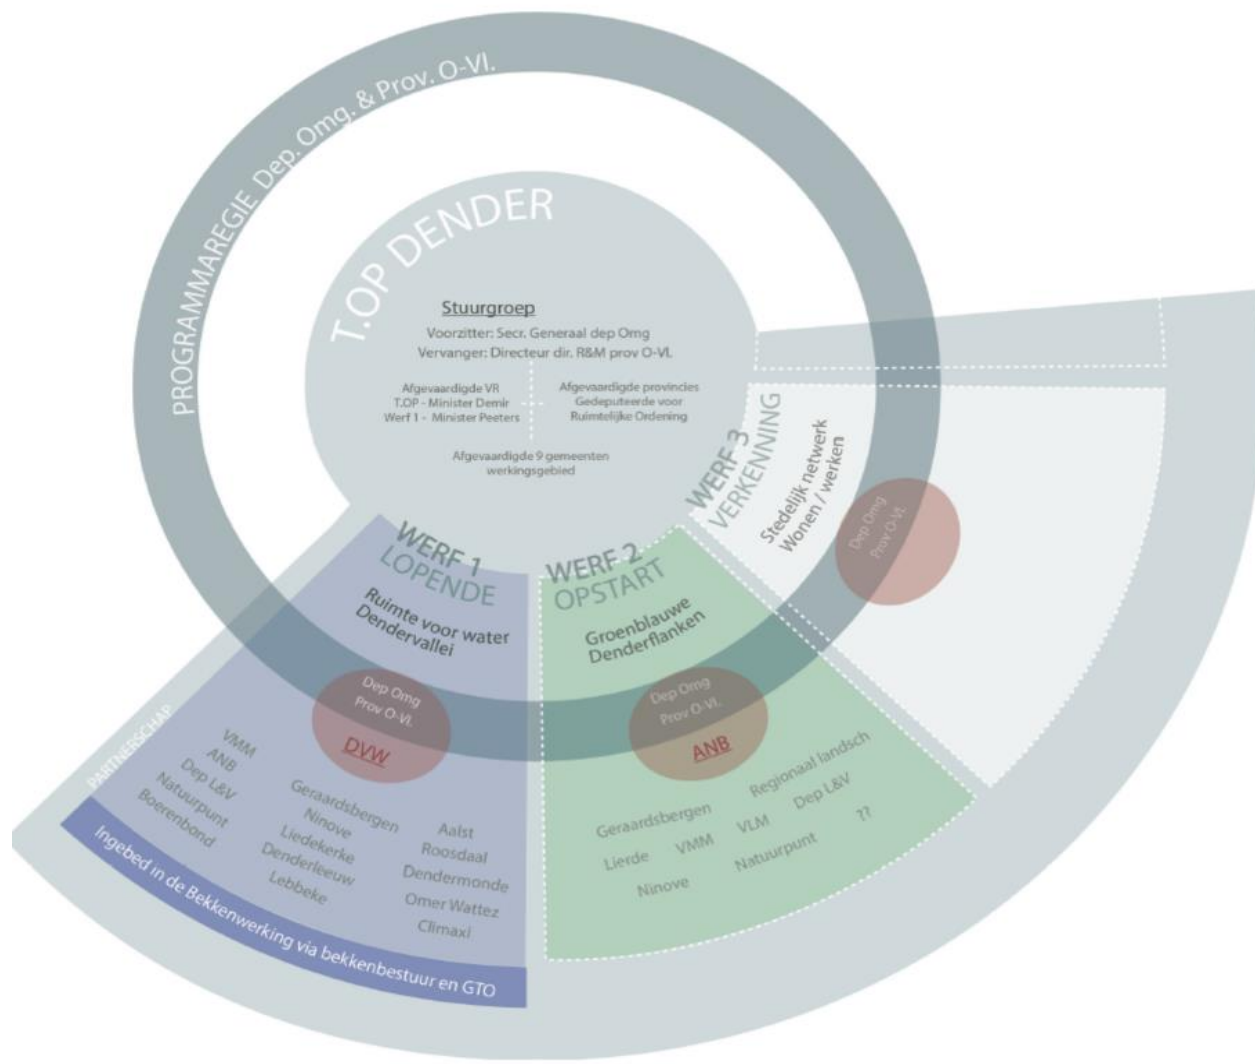 PROGRAMMAREGIE Dep. Omg. & Prov. O-Vl.
T.OP DENDER
Stuurgroep
Voorzitter: Secr. Generaal dep Omg
Vervanger: Directeur dir. R&M prov O-Vl.
Afgevaardigde VR
T.OP - Minister Demir
Werf 1 - Minister Peeters
Afgevaardigde provincies
Gedeputeerde voor
Ruimtelijke Ordening
Afgevaardigde 9 gemeenten
werkingsgebied
WERF 1
LOPENDE
Ruimte voor water
Dendervallei
Dep Omg
Prov O-Vl.
DVW
PARTNERSCHAP
VMM
ANB
Dep L&V
Natuurpunt
Boerenbond
Geraardsbergen
Ninove
Liedekerke
Denderleeuw
Lebbeke
Aalst
Roosdaal
Dendermonde
Omer Wattez
Climaxi
Ingebed in de Bekkenwerking via bekkenbestuur en GTO
WERF 2
OPSTART
Groenblauwe
Denderflanken
Dep Omg
Prov O-Vl.
ANB
Regionaal landsch
Geraardsbergen
Dep L&V
Lierde
VMM
VLM
??
Ninove
Natuurpunt
WERF 3
VERKENNING
Stedelijk netwerk
Wonen / werken
Dep Omg
Prov O-Vl.